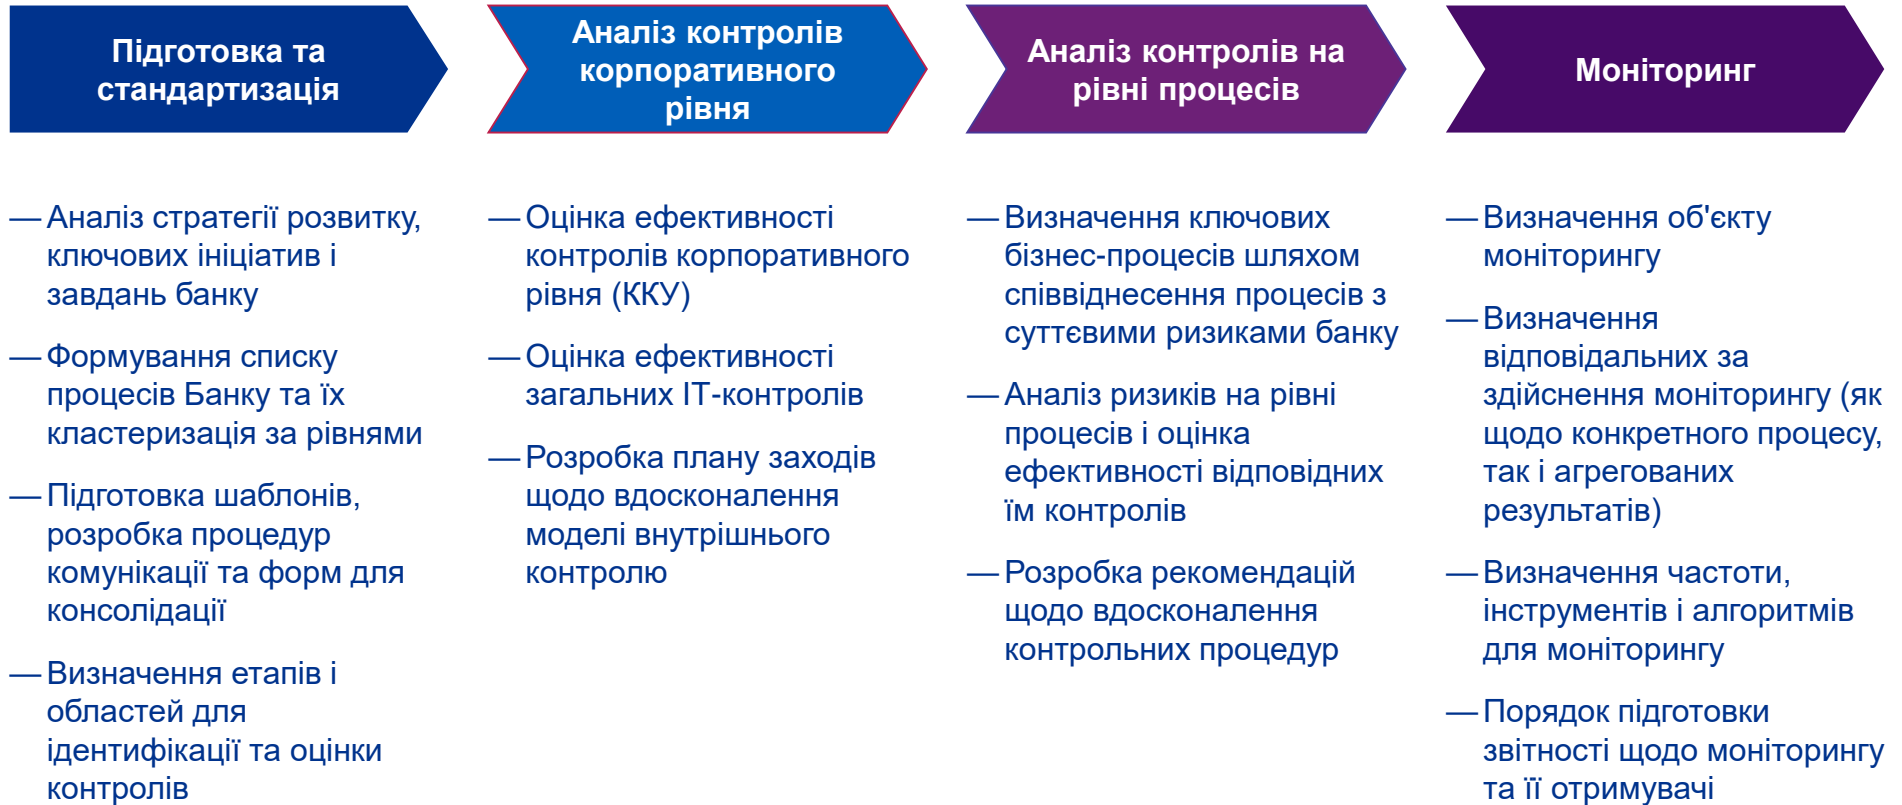 Підготовка та
стандартизація
— Аналіз стратегії розвитку,
ключових ініціатив і
завдань банку
— Формування списку
процесів Банку та їх
кластеризація за рівнями
— Підготовка шаблонів,
розробка процедур
комунікації та форм для
консолідації
— Визначення етапів і
областей для
ідентифікації та оцінки
контролів
Аналіз контролів
корпоративного
рівня
— Оцінка ефективності
контролів корпоративного
рівня (ККУ)
— Оцінка ефективності
загальних ІТ-контролів
— Розробка плану заходів
щодо вдосконалення
моделі внутрішнього
контролю
Аналіз контролів на
рівні процесів
— Визначення ключових
бізнес-процесів шляхом
співвіднесення процесів з
суттєвими ризиками банку
— Аналіз ризиків на рівні
процесів і оцінка
ефективності відповідних
їм контролів
— Розробка рекомендацій
щодо вдосконалення
контрольних процедур
Моніторинг
— Визначення об'єкту
моніторингу
— Визначення
відповідальних за
здійснення моніторингу (як
щодо конкретного процесу,
так і агрегованих
результатів)
— Визначення частоти,
інструментів і алгоритмів
для моніторингу
— Порядок підготовки
звітності щодо моніторингу
та її отримувачі